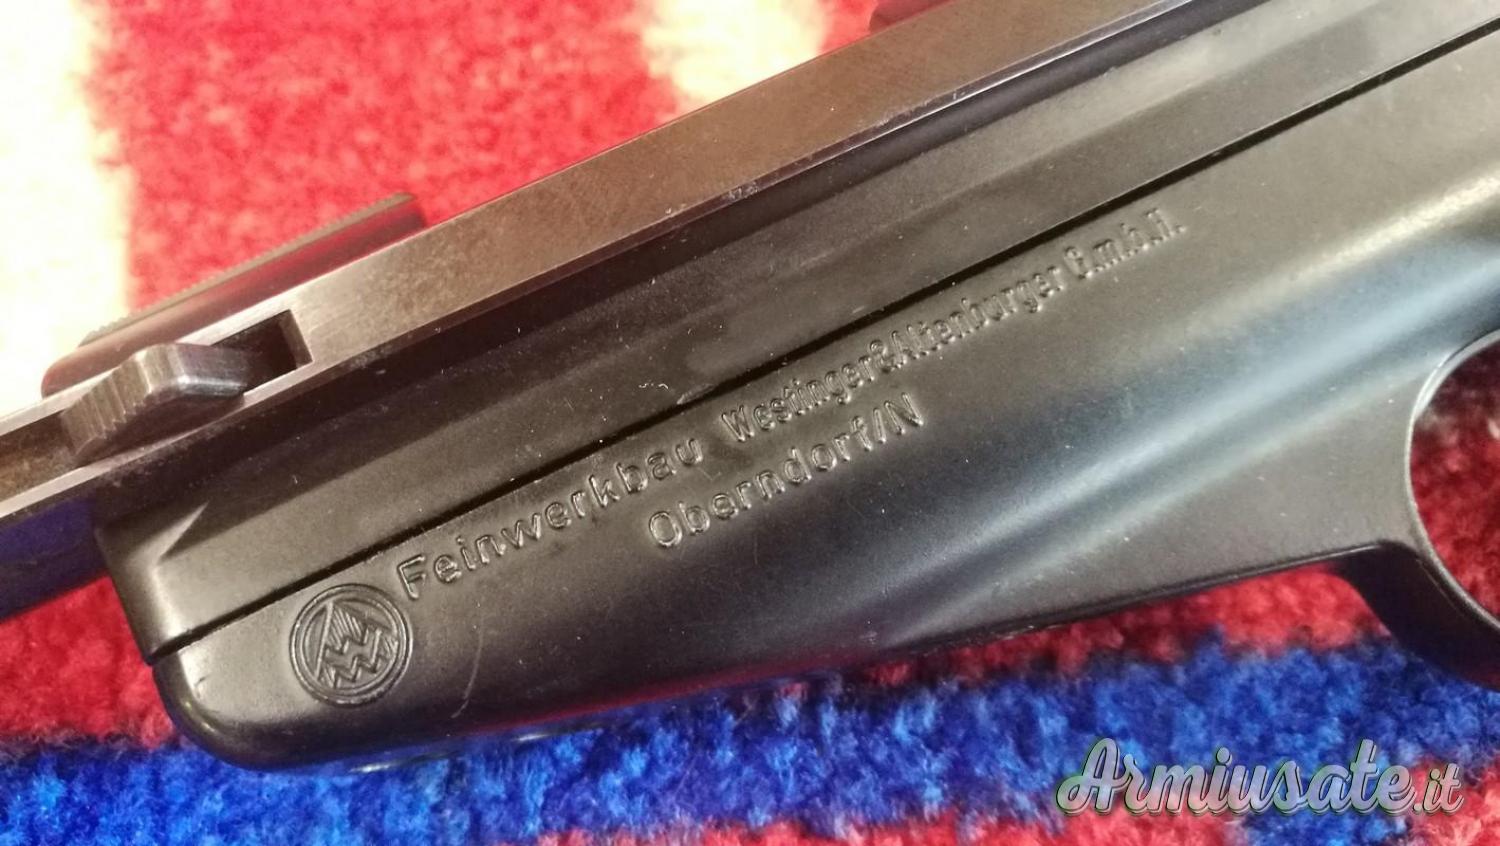 Feinwerkbau Westinger&Altenburger G.m.b.H.
Oberndorf/N
Armiusate.it